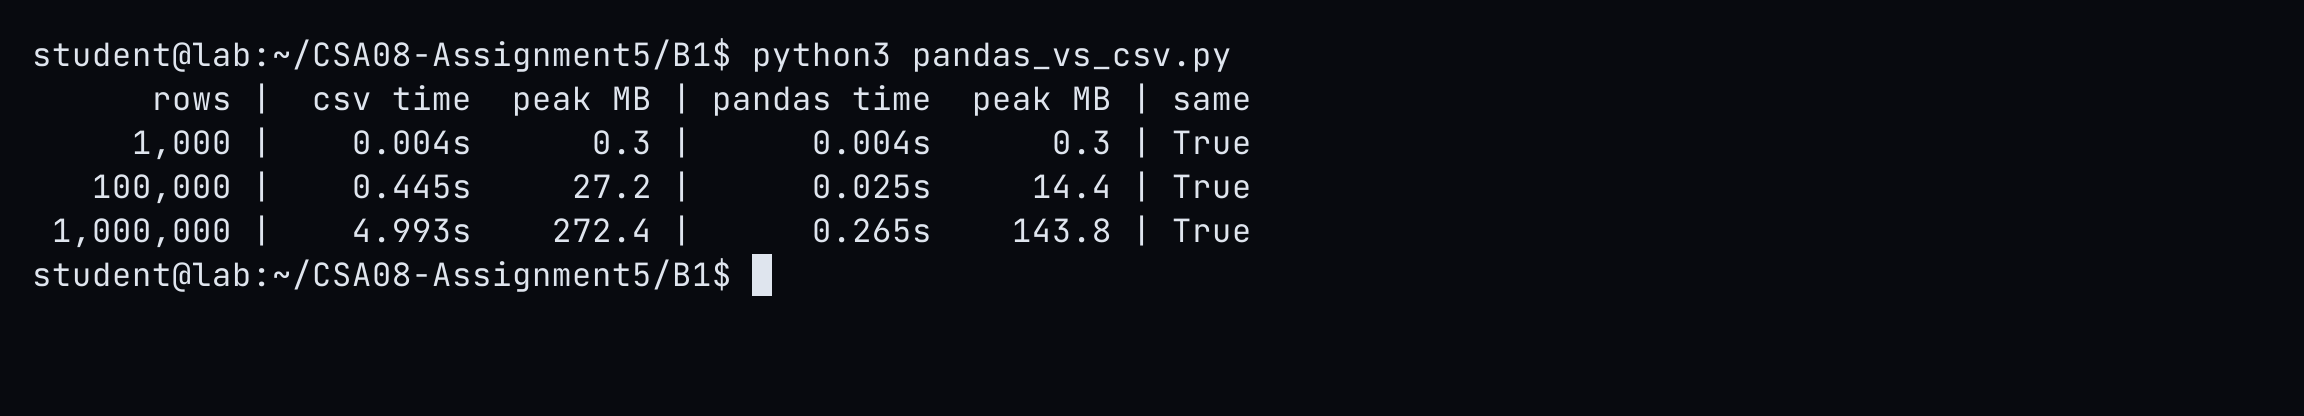 student@lab:~/CSA08-Assignment5/B1$ python3 pandas_vs_csv.py
      rows |  csv time  peak MB | pandas time  peak MB | same
     1,000 |    0.004s      0.3 |      0.004s      0.3 | True
   100,000 |    0.445s     27.2 |      0.025s     14.4 | True
 1,000,000 |    4.993s    272.4 |      0.265s    143.8 | True
student@lab:~/CSA08-Assignment5/B1$